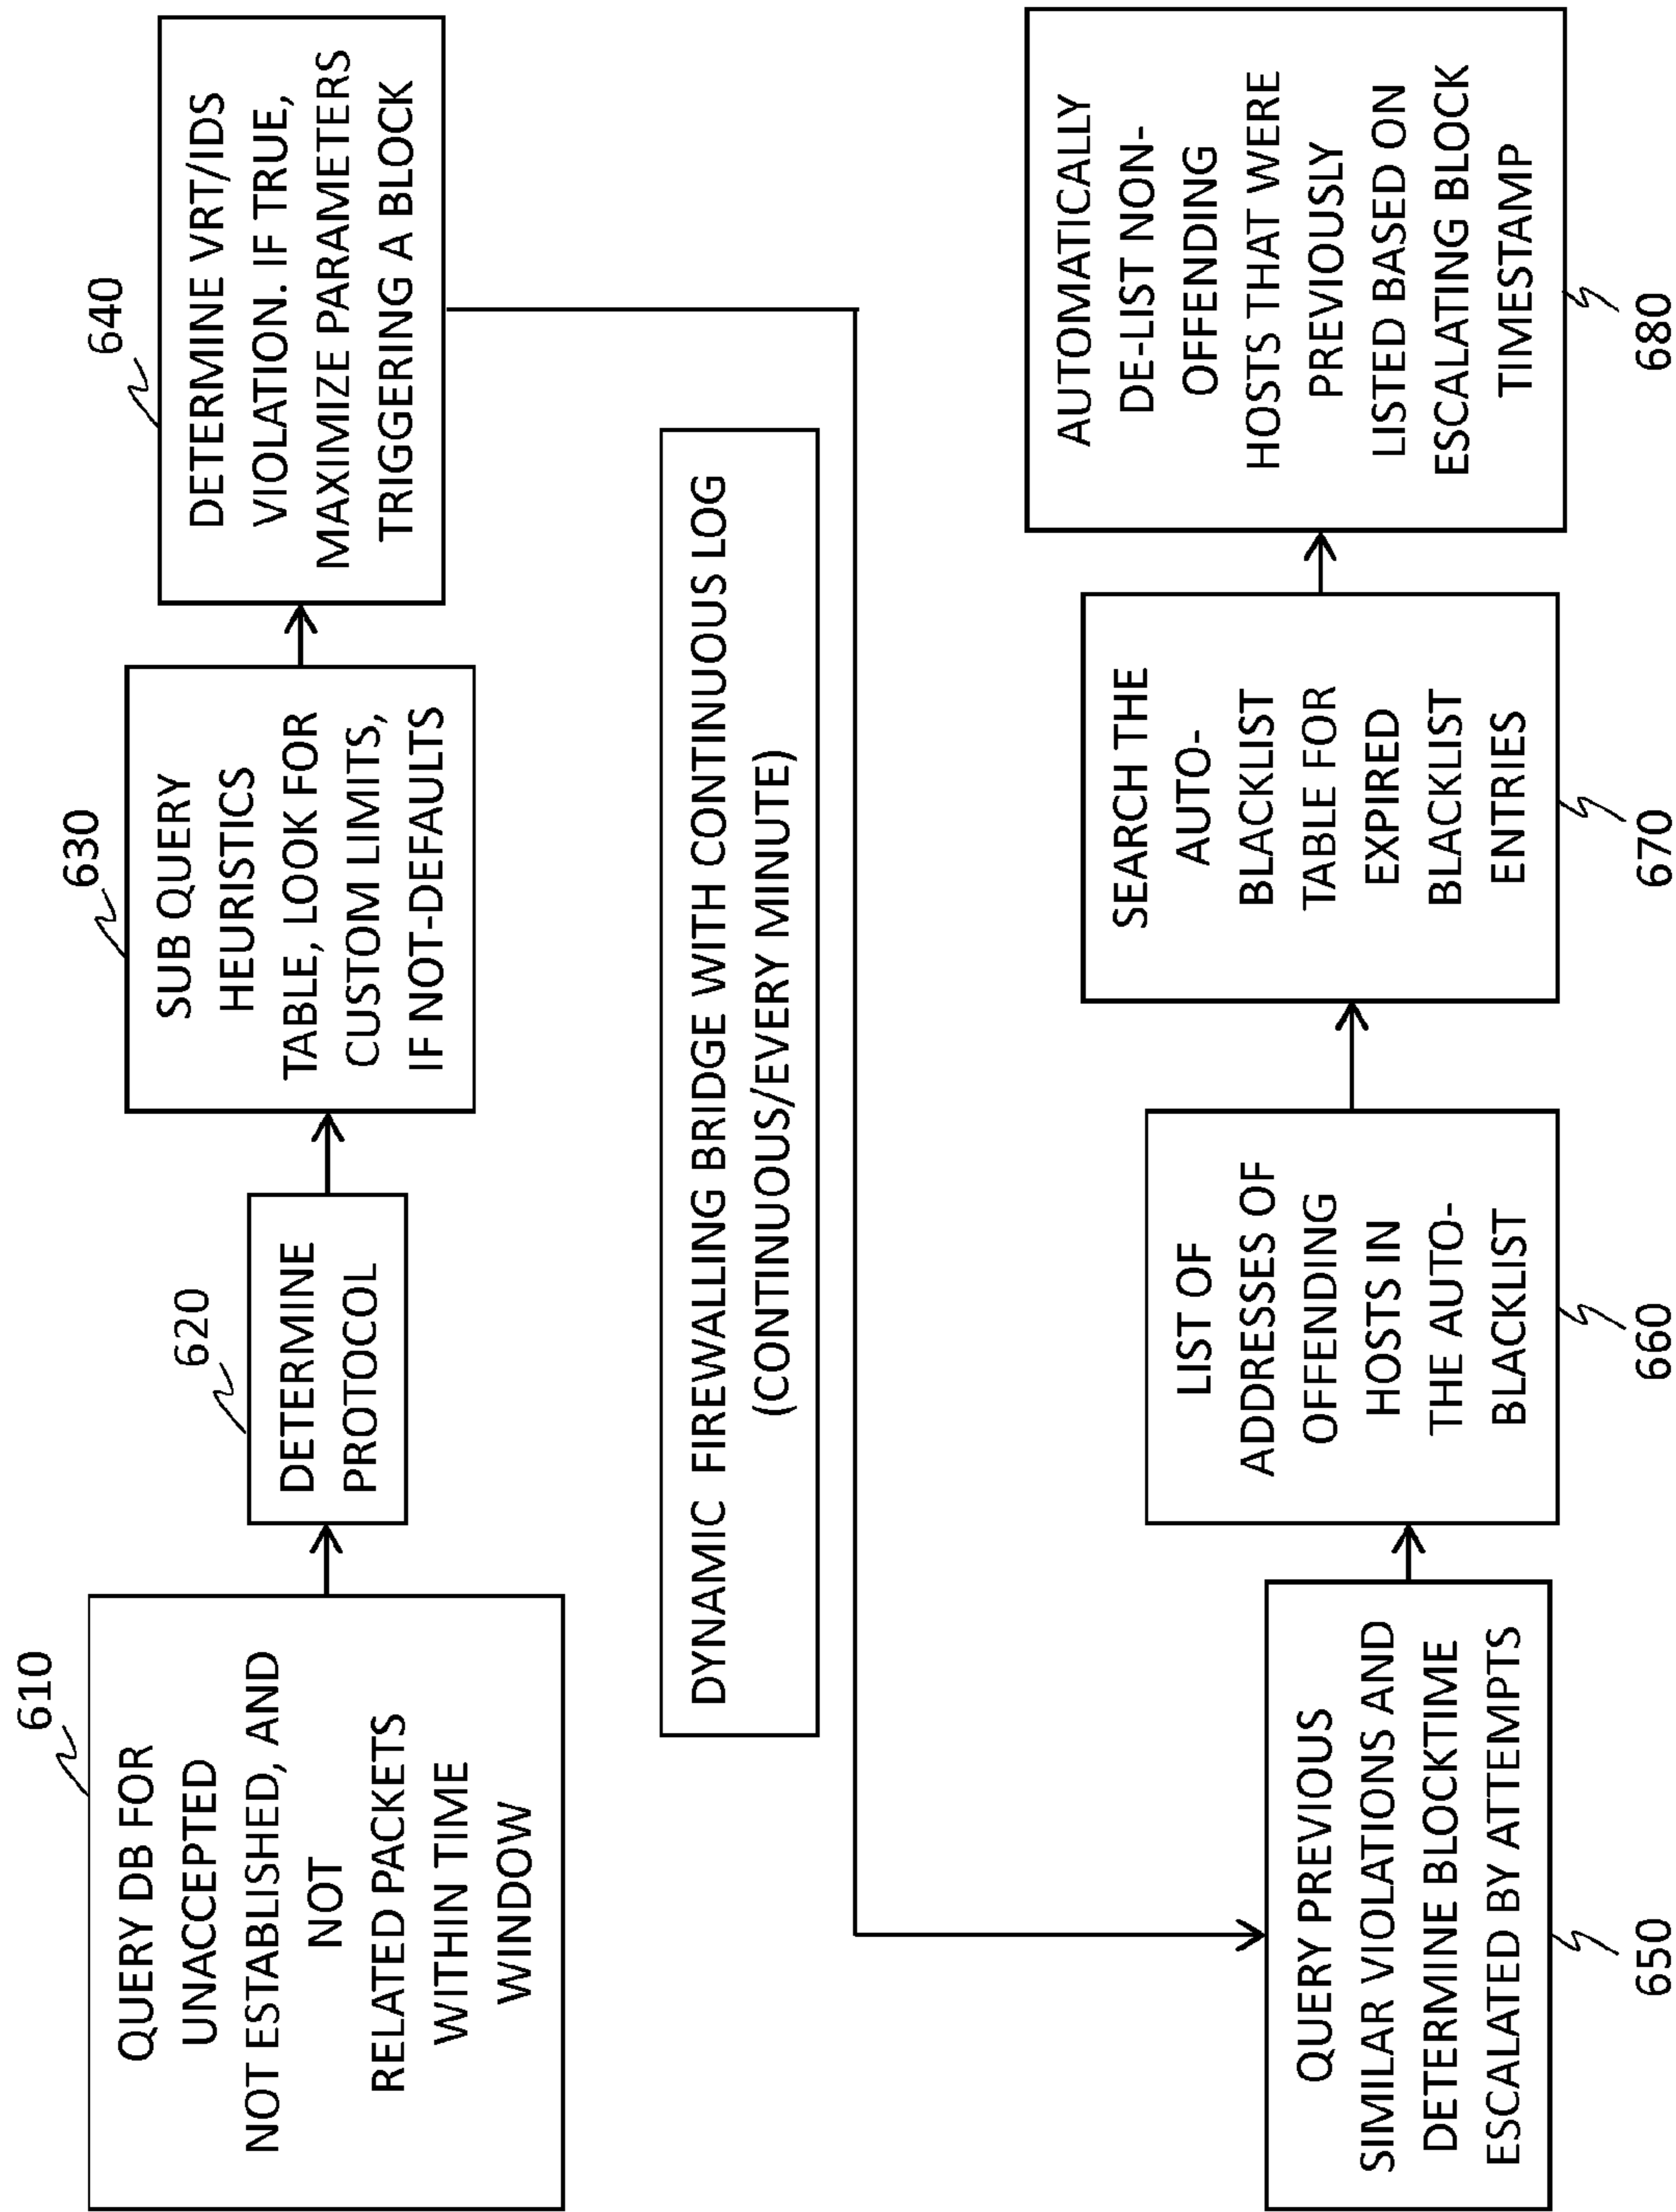 610
QUERY DB FOR
UNACCEPTED
NOT ESTABLISHED, AND
NOT
RELATED PACKETS
WITHIN TIME
WINDOW
620
DETERMINE
PROTOCOL
630
SUB QUERY
HEURISTICS
TABLE, LOOK FOR
CUSTOM LIMITS,
IF NOT-DEFAULTS
640
DETERMINE VRT/IDS
VIOLATION. IF TRUE,
MAXIMIZE PARAMETERS
TRIGGERING A BLOCK
DYNAMIC FIREWALLING BRIDGE WITH CONTINUOUS LOG
(CONTINUOUS/EVERY MINUTE)
QUERY PREVIOUS
SIMILAR VIOLATIONS AND
DETERMINE BLOCKTIME
ESCALATED BY ATTEMPTS
650
LIST OF
ADDRESSES OF
OFFENDING
HOSTS IN
THE AUTO-
BLACKLIST
660
SEARCH THE
AUTO-
BLACKLIST
TABLE FOR
EXPIRED
BLACKLIST
ENTRIES
670
AUTOMATICALLY
DE-LIST NON-
OFFENDING
HOSTS THAT WERE
PREVIOUSLY
LISTED BASED ON
ESCALATING BLOCK
TIMESTAMP
680